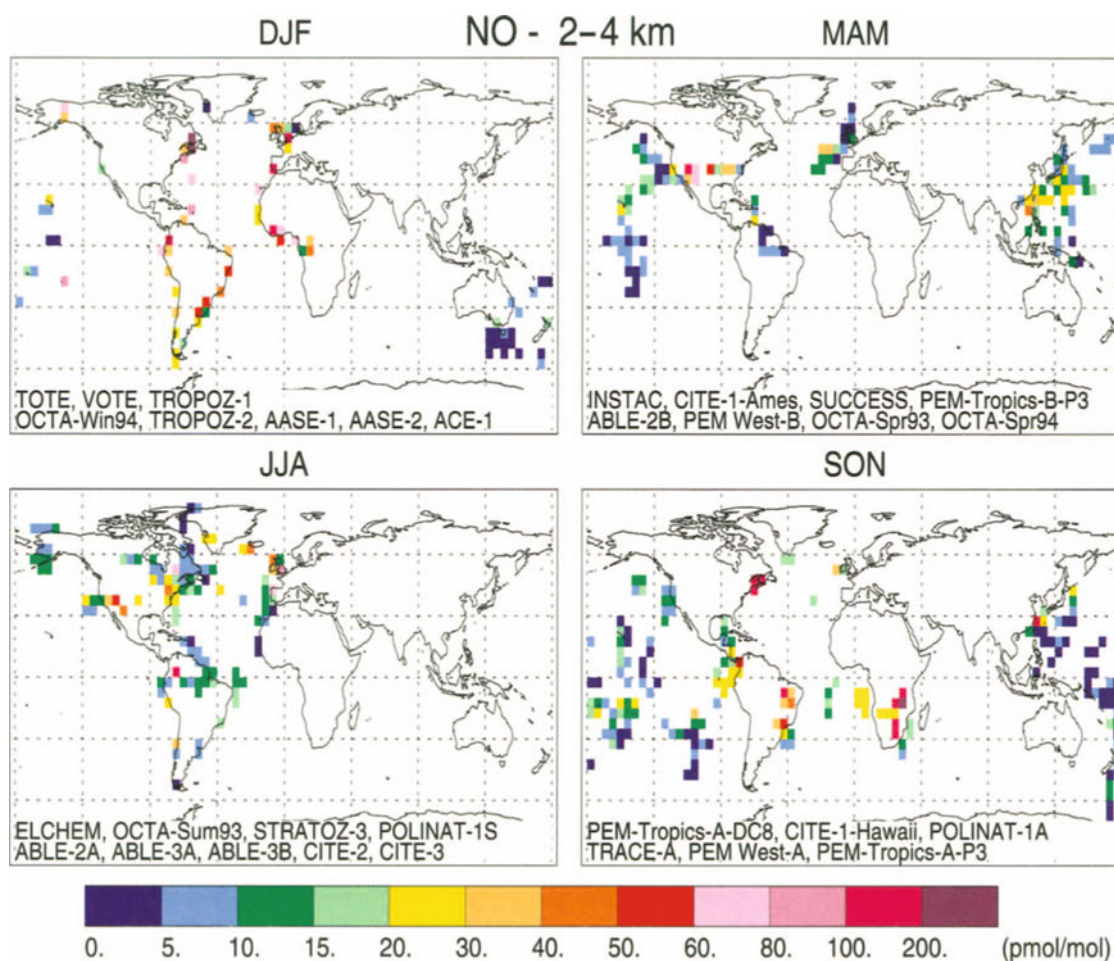 DJF NO - 2-4 km MAM
TOTE, VOTE, TROPOZ-1
OCTA-Win94, TROPOZ-2, AASE-1, AASE-2, ACE-1
INSTAC, CITE-1-Ames, SUCCESS, PEM-Tropics-B-P3
ABLE-2B, PEM West-B, OCTA-Spr93, OCTA-Spr94
JJA SON
ELCHEM, OCTA-Sum93, STRATOZ-3, POLINAT-1S
ABLE-2A, ABLE-3A, ABLE-3B, CITE-2, CITE-3
PEM-Tropics-A-DC8, CITE-1-Hawaii, POLINAT-1A
TRACE-A, PEM West-A, PEM-Tropics-A-P3
0. 5. 10. 15. 20. 30. 40. 50. 60. 80. 100. 200. (pmol/mol)